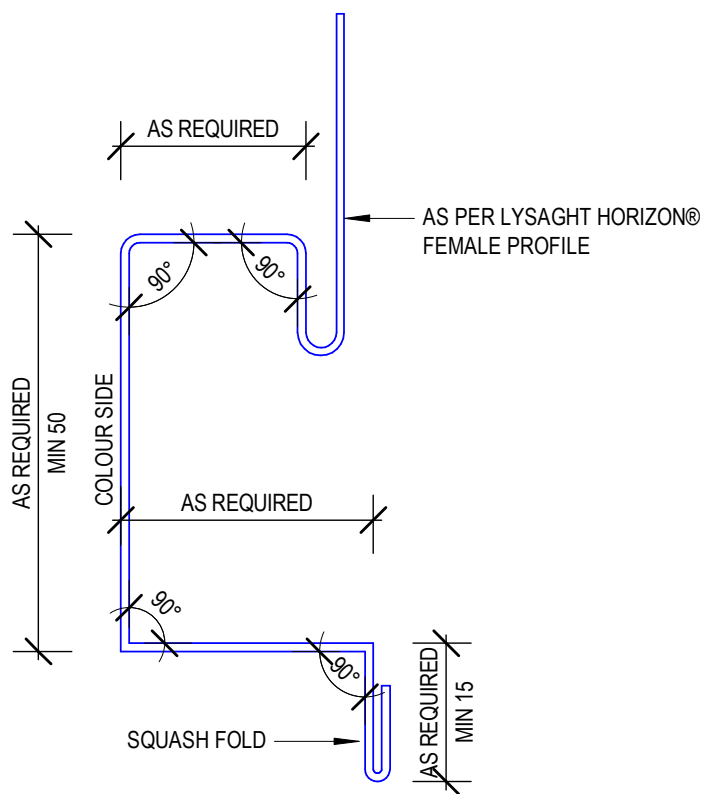 AS REQUIRED
AS PER LYSAGHT HORIZON®
FEMALE PROFILE
90°
90°
AS REQUIRED
MIN 50
COLOUR SIDE
AS REQUIRED
90°
90°
AS REQUIRED
MIN 15
SQUASH FOLD